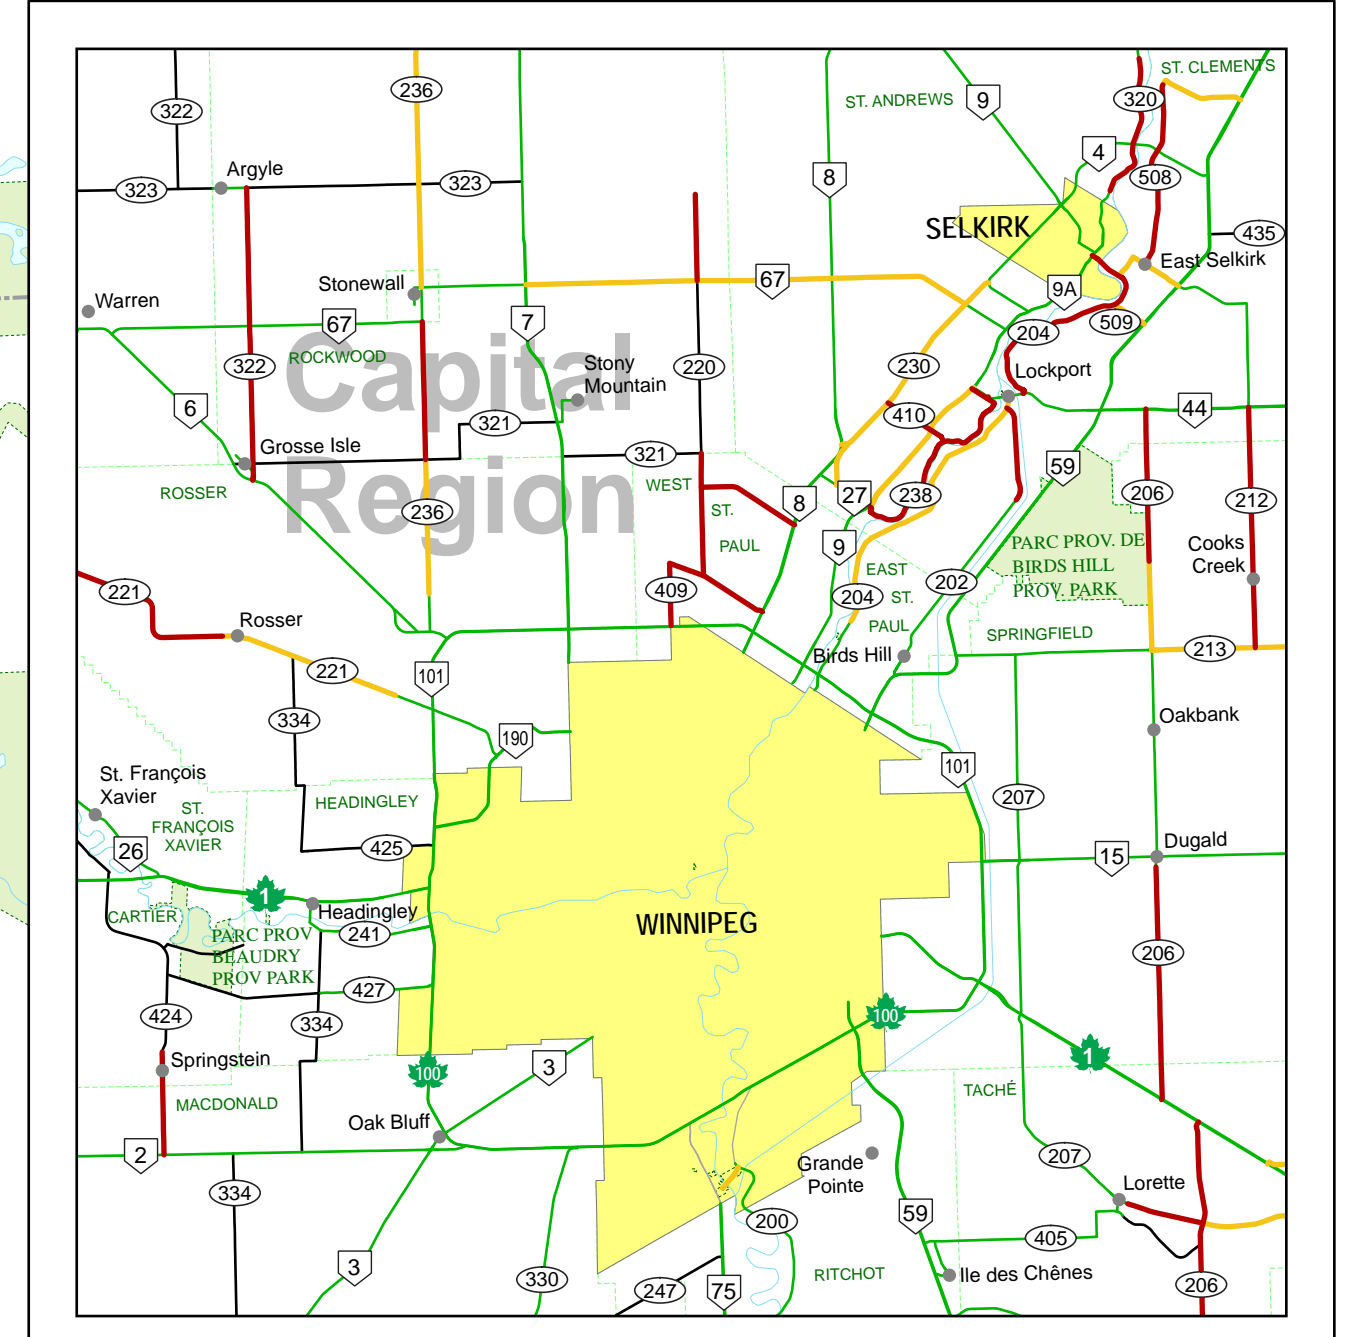 ST. CLEMENTS
236
320
322
ST. ANDREWS
9
4
Argyle
8
508
323
323
SELKIRK
435
East Selkirk
Stonewall
67
9A
Warren
67
7
509
204
ROCKWOOD
Capital
Stony
Mountain
322
220
230
Lockport
6
410
44
321
Grosse Isle
321
59
Region
ROSSER
WEST
ST.
PAUL
8
27
238
206
212
236
9
PARC PROV. DE
BIRDS HILL
PROV. PARK
Cooks
Creek
EAST
ST.
PAUL
202
221
409
204
Rosser
SPRINGFIELD
213
Birds Hill
221
101
334
190
Oakbank
St. François
Xavier
101
207
HEADINGLEY
ST.
FRANÇOIS
XAVIER
26
425
15
Dugald
1
Headingley
CARTIER
WINNIPEG
PARC PROV
BEAUDRY
PROV PARK
241
206
427
424
334
100
1
Springstein
100
3
MACDONALD
TACHÉ
Oak Bluff
2
207
Grande
Pointe
334
Lorette
59
200
405
3
330
RITCHOT
Ile des Chênes
247
75
206